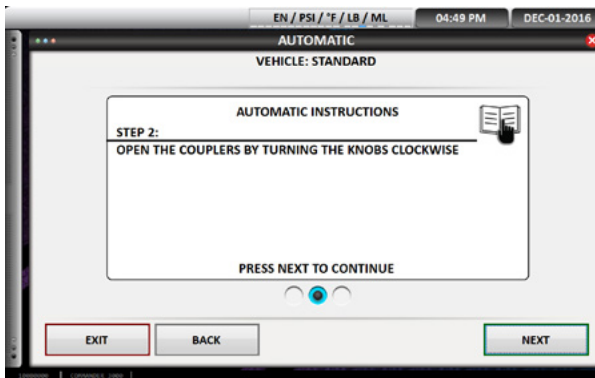 EN / PSI / °F / LB / ML 04:49 PM DEC-01-2016
AUTOMATIC
VEHICLE: STANDARD
AUTOMATIC INSTRUCTIONS
STEP 2:
OPEN THE COUPLERS BY TURNING THE KNOBS CLOCKWISE
PRESS NEXT TO CONTINUE
EXIT BACK NEXT